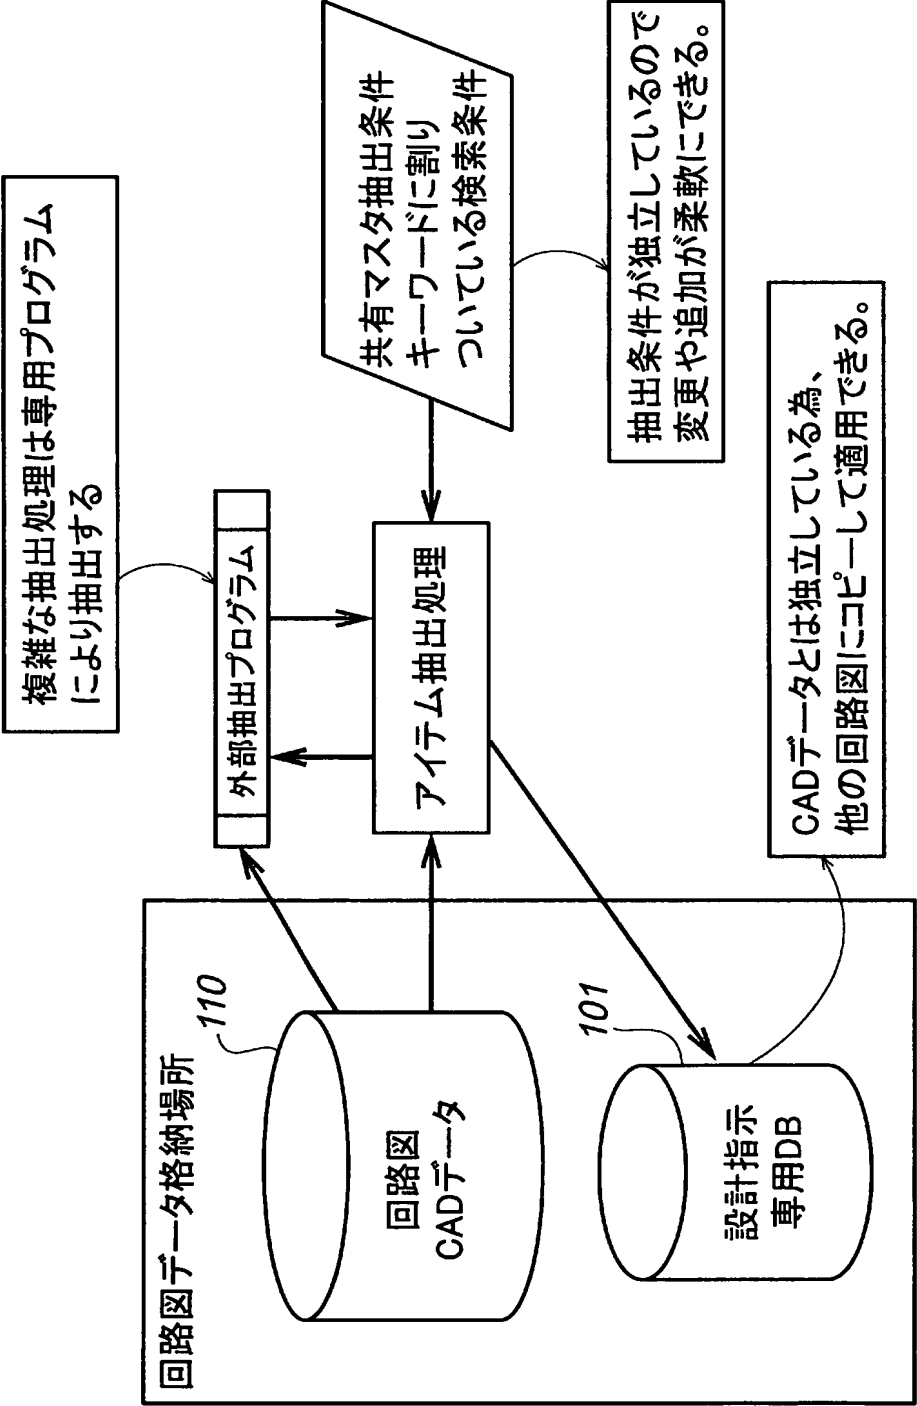 回路図データ格納場所
110
回路図
CADデータ
101
設計指示
専用DB
複雑な抽出処理は専用プログラム
により抽出する
外部抽出プログラム
アイテム抽出処理
共有マスタ抽出条件
キーワードに割り
ついている検索条件
抽出条件が独立しているので
変更や追加が柔軟にできる。
CADデータとは独立している為、
他の回路図にコピーして適用できる。